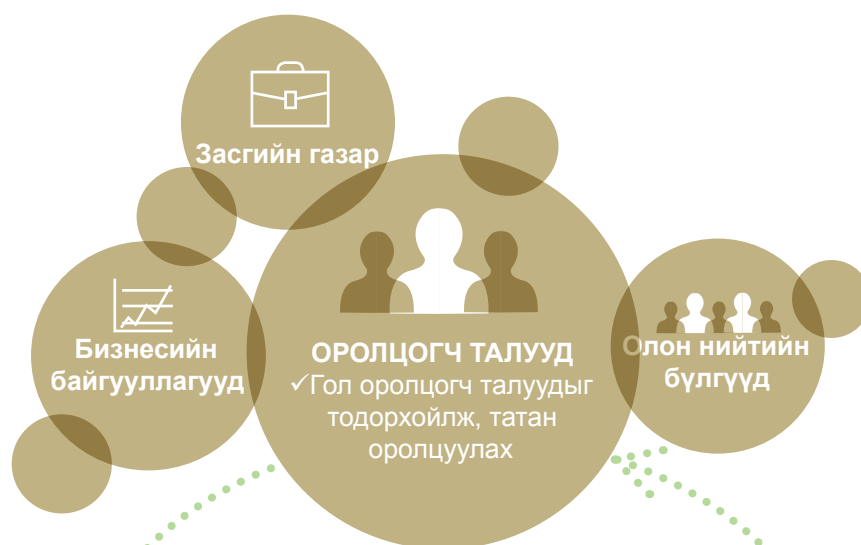 Засгийн газар
Бизнесийн
байгууллагууд
ОРОЛЦОГЧ ТАЛУУД
✓Гол оролцогч талуудыг
тодорхойлж, татан
оролцуулах
Олон нийтийн
бүлгүүд